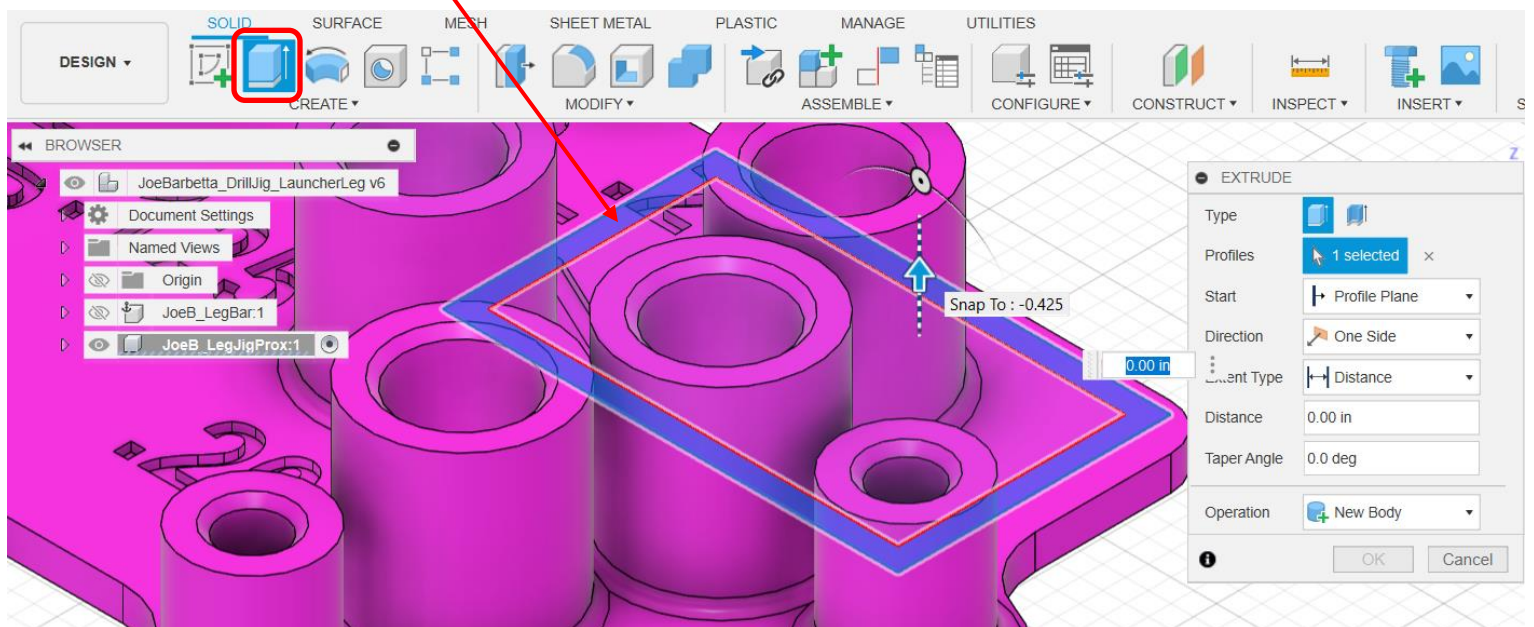 SOLID SURFACE MESH SHEET METAL PLASTIC MANAGE UTILITIES
DESIGN ▾
CREATE ▾ MODIFY ▾ ASSEMBLE ▾ CONFIGURE ▾ CONSTRUCT ▾ INSPECT ▾ INSERT ▾ S
BROWSER
JoeBarbetta_DrillJig_LauncherLeg v6
Document Settings
Named Views
Origin
JoeB_LegBar:1
JoeB_LegJigProx:1
Z
Snap To : -0.425
0.00 in
EXTRUDE
Type
Profiles 1 selected ×
Start Profile Plane
Direction One Side
Extent Type Distance
Distance 0.00 in
Taper Angle 0.0 deg
Operation New Body
OK Cancel